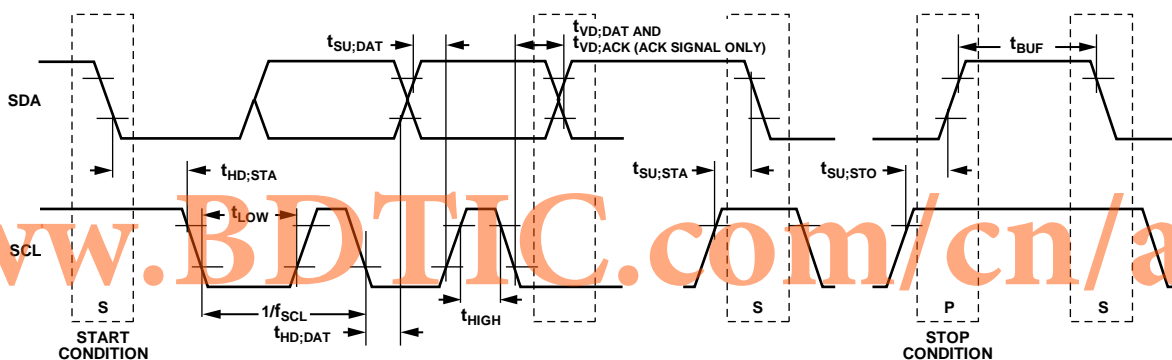 tSU;DAT
tVD;DAT AND
tVD;ACK (ACK SIGNAL ONLY)
tBUF
SDA
tHD;STA
tSU;STA
tSU;STO
tLOW
SCL
www.BDTIC.com/cn/a
S
1/fSCL
tHIGH
S
P
S
tHD;DAT
START
CONDITION
STOP
CONDITION